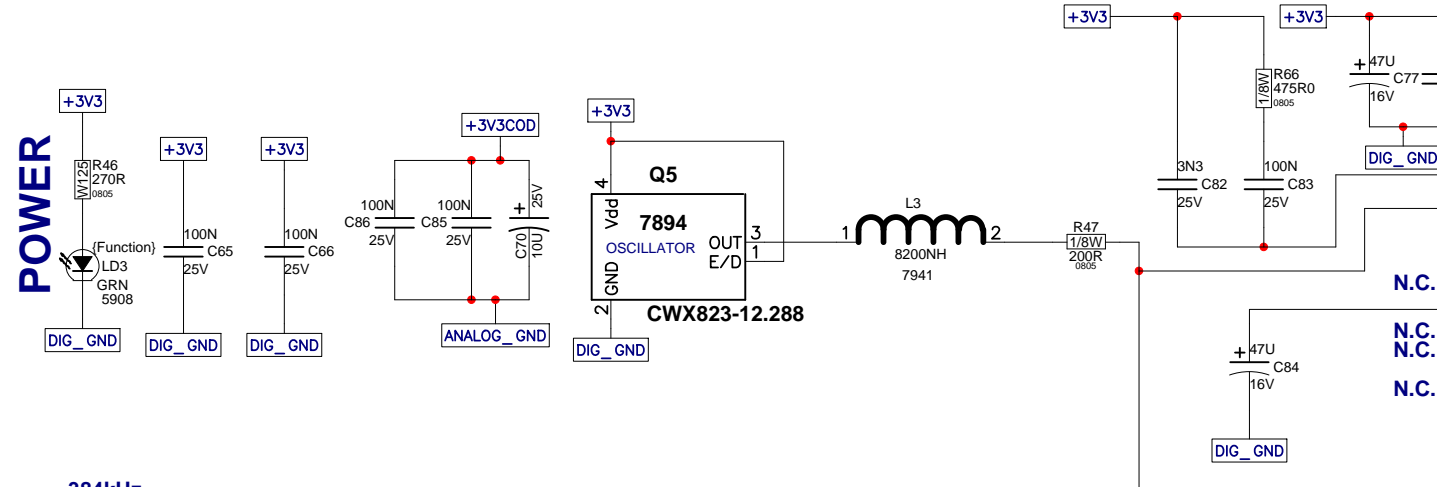 POWER
+3V3
W125
R46
270R
0805
{Function}
LD3
GRN
5908
DIG_GND
+3V3
100N
C65
25V
DIG_GND
+3V3
100N
C66
25V
DIG_GND
+3V3COD
100N
C86
25V
100N
C85
25V
+
25V
C70
10U
ANALOG_GND
+3V3
Q5
4
Vdd
7894
OSCILLATOR
OUT 3
E/D 1
GND
2
CWX823-12.288
DIG_GND
L3
1
2
8200NH
7941
R47
1/8W
200R
0805
+3V3
3N3
C82
25V
1/8W
R66
475R0
0805
100N
C83
25V
+3V3
+
47U
C77
16V
DIG_GND
N.C.
N.C.
N.C.
N.C.
+
47U
C84
16V
DIG_GND